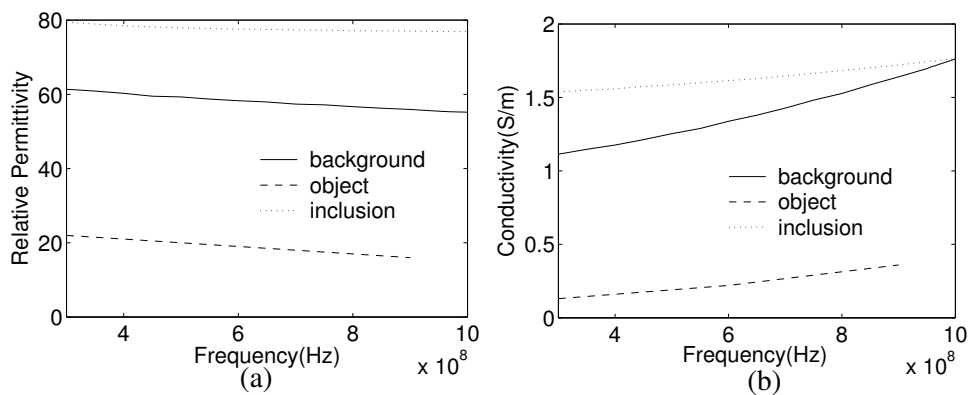 80
60
40
20
0
Relative Permittivity
background
object
inclusion
4 6 8 10
Frequency(Hz)
x 10^8
(a)
2
1.5
1
0.5
0
Conductivity(S/m)
background
object
inclusion
4 6 8 10
Frequency(Hz)
x 10^8
(b)